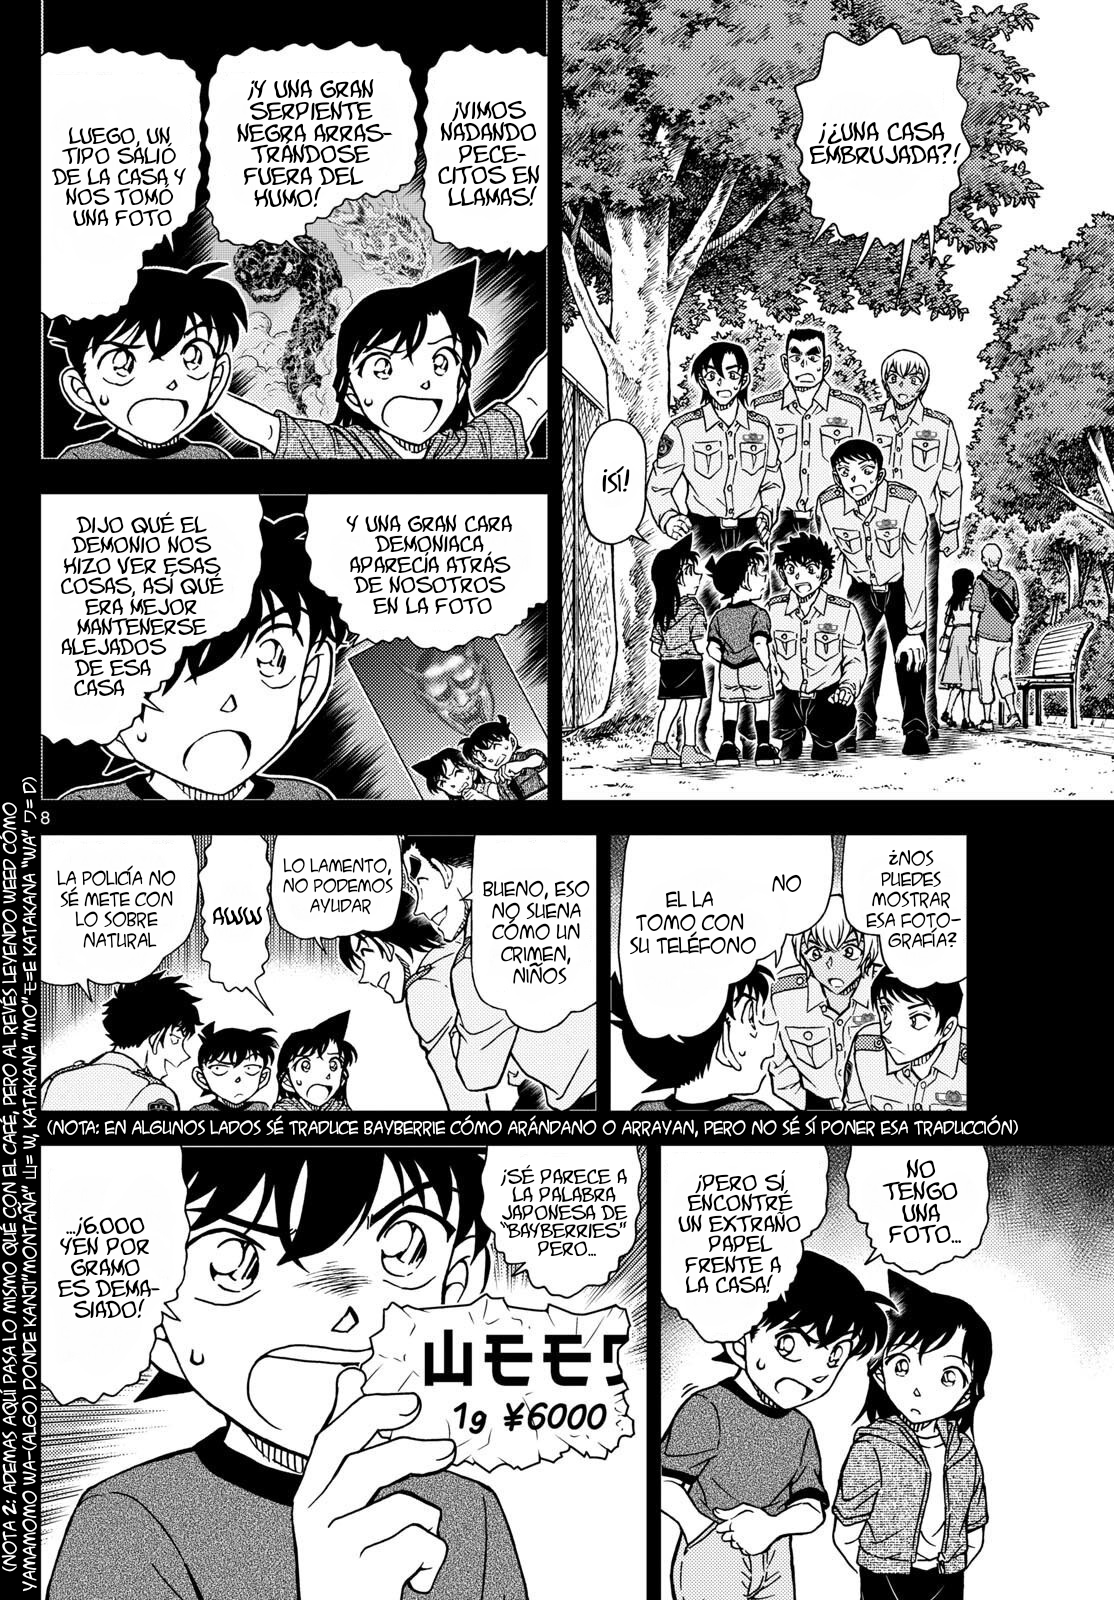 ¡¿UNA CASA
EMBRUJADA?!
¡SÍ!
¡VIMOS
NADANDO
PECE-
CITOS EN
LLAMAS!
¡Y UNA GRAN
SERPIENTE
NEGRA ARRAS-
TRÁNDOSE
FUERA DEL
HUMO!
LUEGO, UN
TIPO SALIÓ
DE LA CASA Y
NOS TOMÓ
UNA FOTO
Y UNA GRAN CARA
DEMONIACA
APARECÍA ATRÁS
DE NOSOTROS
EN LA FOTO
DIJO QUÉ EL
DEMONIO NOS
HIZO VER ESAS
COSAS, ASÍ QUÉ
ERA MEJOR
MANTENERSE
ALEJADOS
DE ESA
CASA
8
¿NOS
PUEDES
MOSTRAR
ESA FOTO-
GRAFÍA?
NO
EL LA
TOMO CON
SU TELÉFONO
BUENO, ESO
NO SUENA
CÓMO UN
CRIMEN,
NIÑOS
LO LAMENTO,
NO PODEMOS
AYUDAR
AWW
LA POLICÍA NO
SÉ METE CON
LO SOBRE
NATURAL
(NOTA: EN ALGUNOS LADOS SÉ TRADUCE BAYBERRIE CÓMO ARÁNDANO O ARRAYAN, PERO NO SÉ SÍ PONER ESA TRADUCCIÓN)
NO
TENGO
UNA
FOTO...
¡PERO SÍ
ENCONTRÉ
UN EXTRAÑO
PAPEL
FRENTE A
LA CASA!
¡SÉ PARECE A
LA PALABRA
JAPONESA DE
"BAYBERRIES"
PERO...
...¡6.000
YEN POR
GRAMO
ES DEMA-
SIADO!
山モモワ
1g ¥6000
(NOTA 2: ADEMAS AQUÍ PASA LO MISMO QUÉ CON EL CAFÉ, PERO AL REVÉS LEYENDO WEED CÓMO
YAMAMOMO WA-(ALGO) DONDE KANJI"MONTAÑA" 山= W, KATAKANA "MO"モ=E KATAKANA "WA" ワ= D)